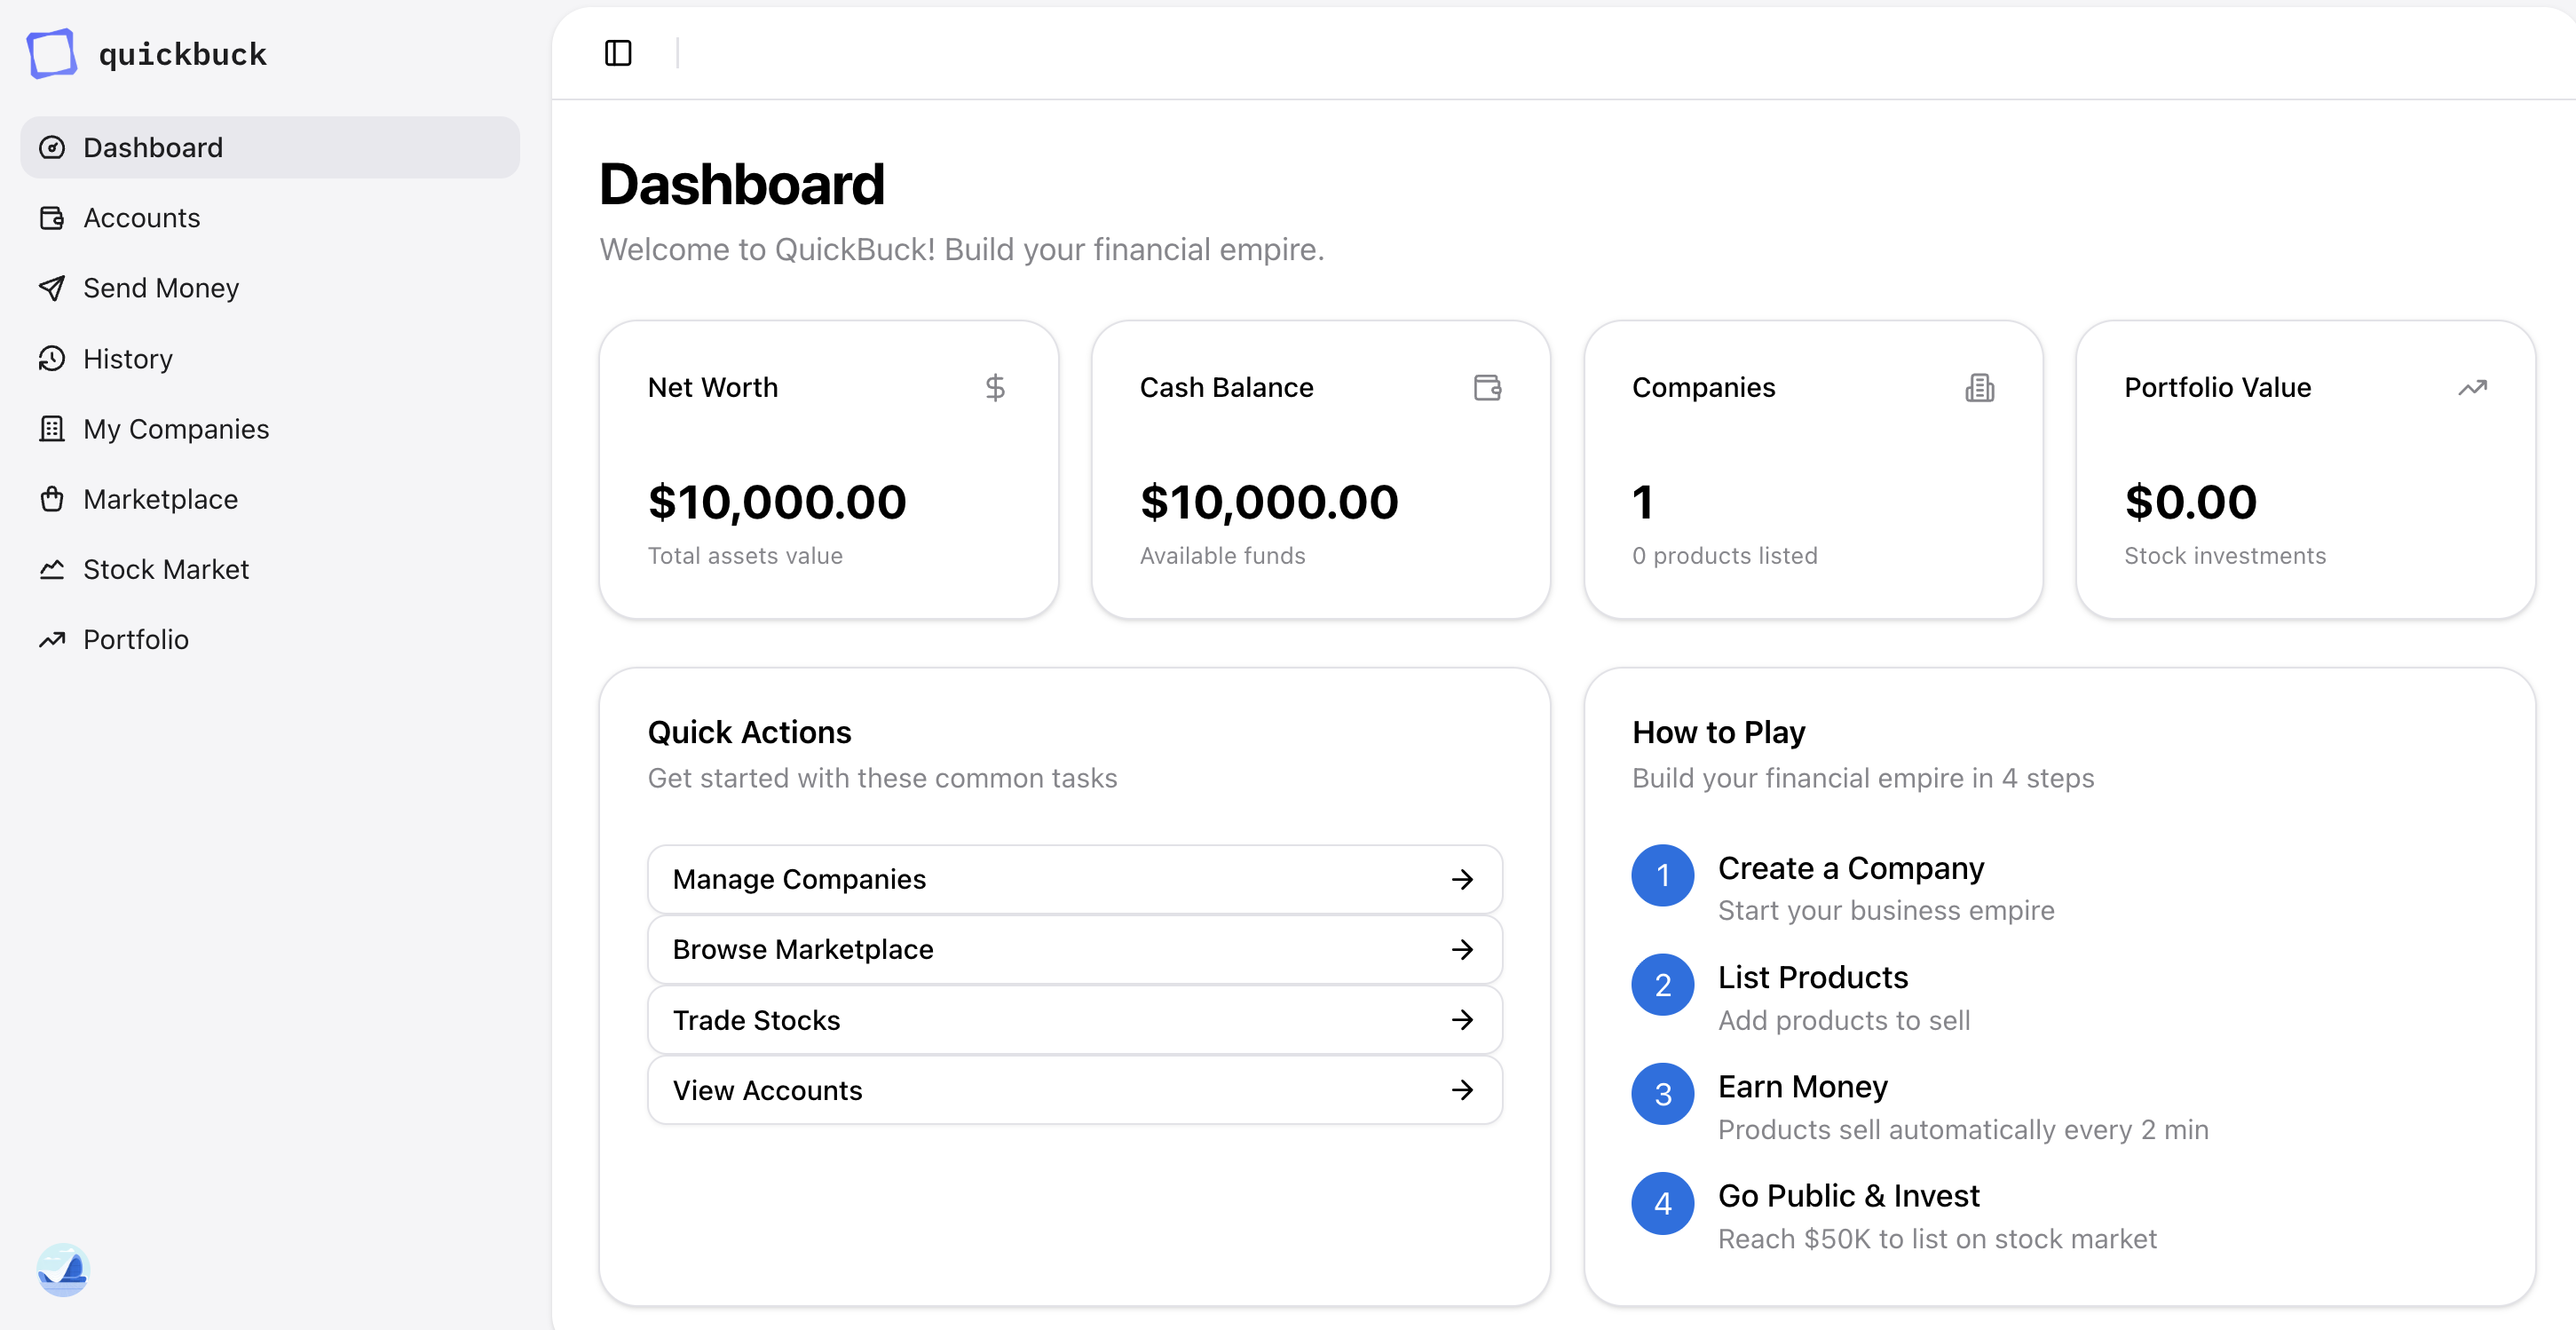 quickbuck
Dashboard
Accounts
Send Money
History
My Companies
Marketplace
Stock Market
Portfolio
Dashboard
Welcome to QuickBuck! Build your financial empire.
Net Worth
$10,000.00
Total assets value
Cash Balance
$10,000.00
Available funds
Companies
1
0 products listed
Portfolio Value
$0.00
Stock investments
Quick Actions
Get started with these common tasks
Manage Companies
Browse Marketplace
Trade Stocks
View Accounts
How to Play
Build your financial empire in 4 steps
1 Create a Company
Start your business empire
2 List Products
Add products to sell
3 Earn Money
Products sell automatically every 2 min
4 Go Public & Invest
Reach $50K to list on stock market